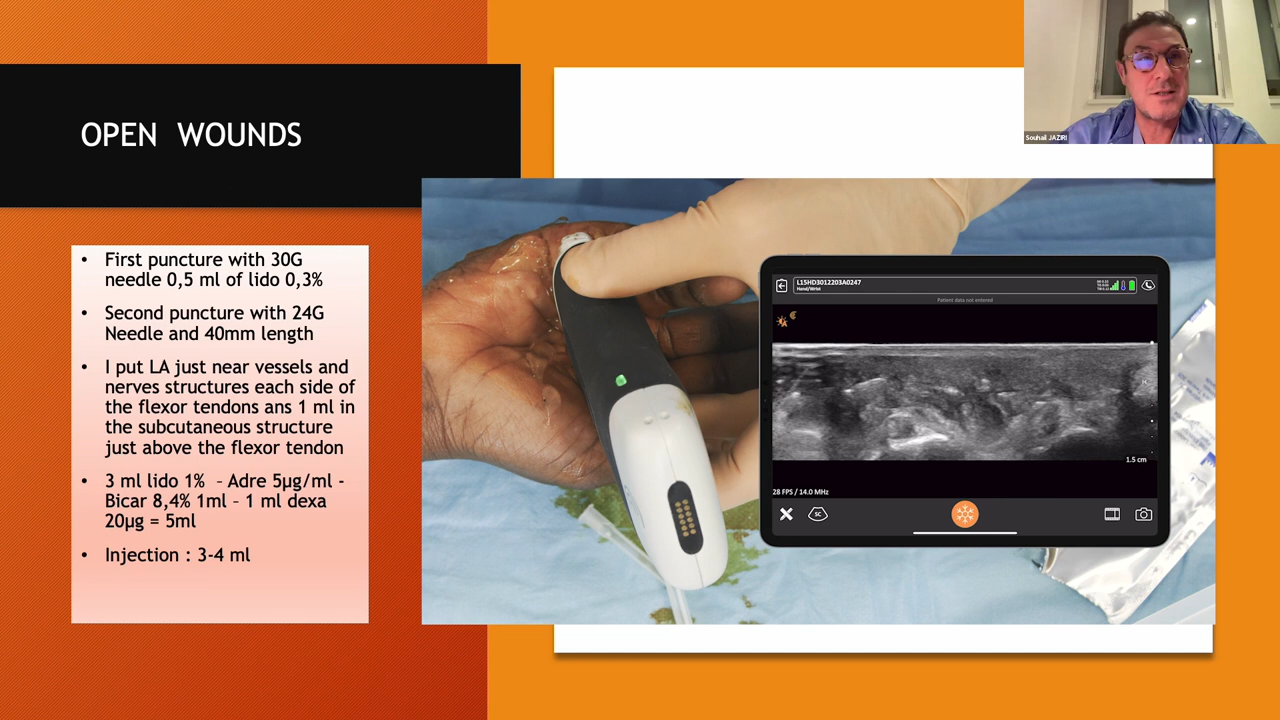 OPEN WOUNDS
• First puncture with 30G
needle 0,5 ml of lido 0,3%
• Second puncture with 24G
Needle and 40mm length
• I put LA just near vessels and
nerves structures each side of
the flexor tendons ans 1 ml in
the subcutaneous structure
just above the flexor tendon
• 3 ml lido 1% – Adre 5µg/ml -
Bicar 8,4% 1ml – 1 ml dexa
20µg = 5ml
• Injection : 3-4 ml
Souhail JAZIRI
L15HD3012203A0247
Hand/Wrist
Patient data not entered
1.5 cm
28 FPS / 14.0 MHz
SC